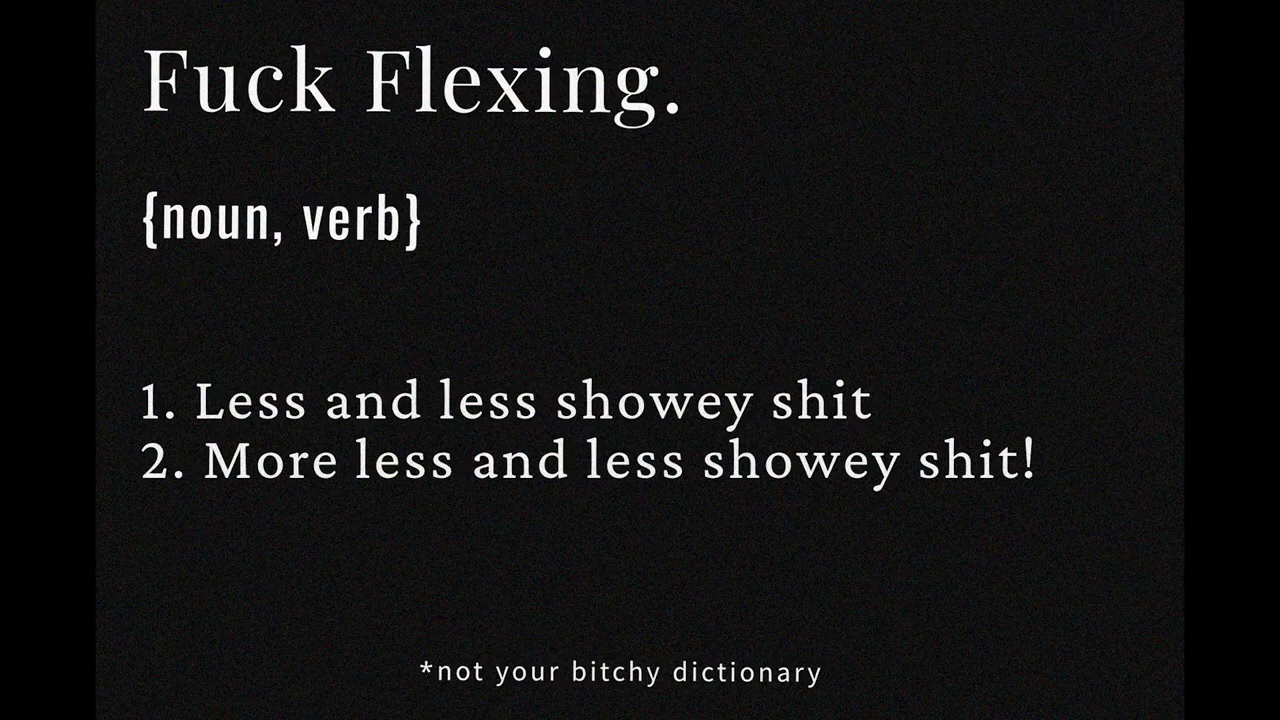 Fuck Flexing.
{noun, verb}
1. Less and less showey shit
2. More less and less showey shit!
*not your bitchy dictionary